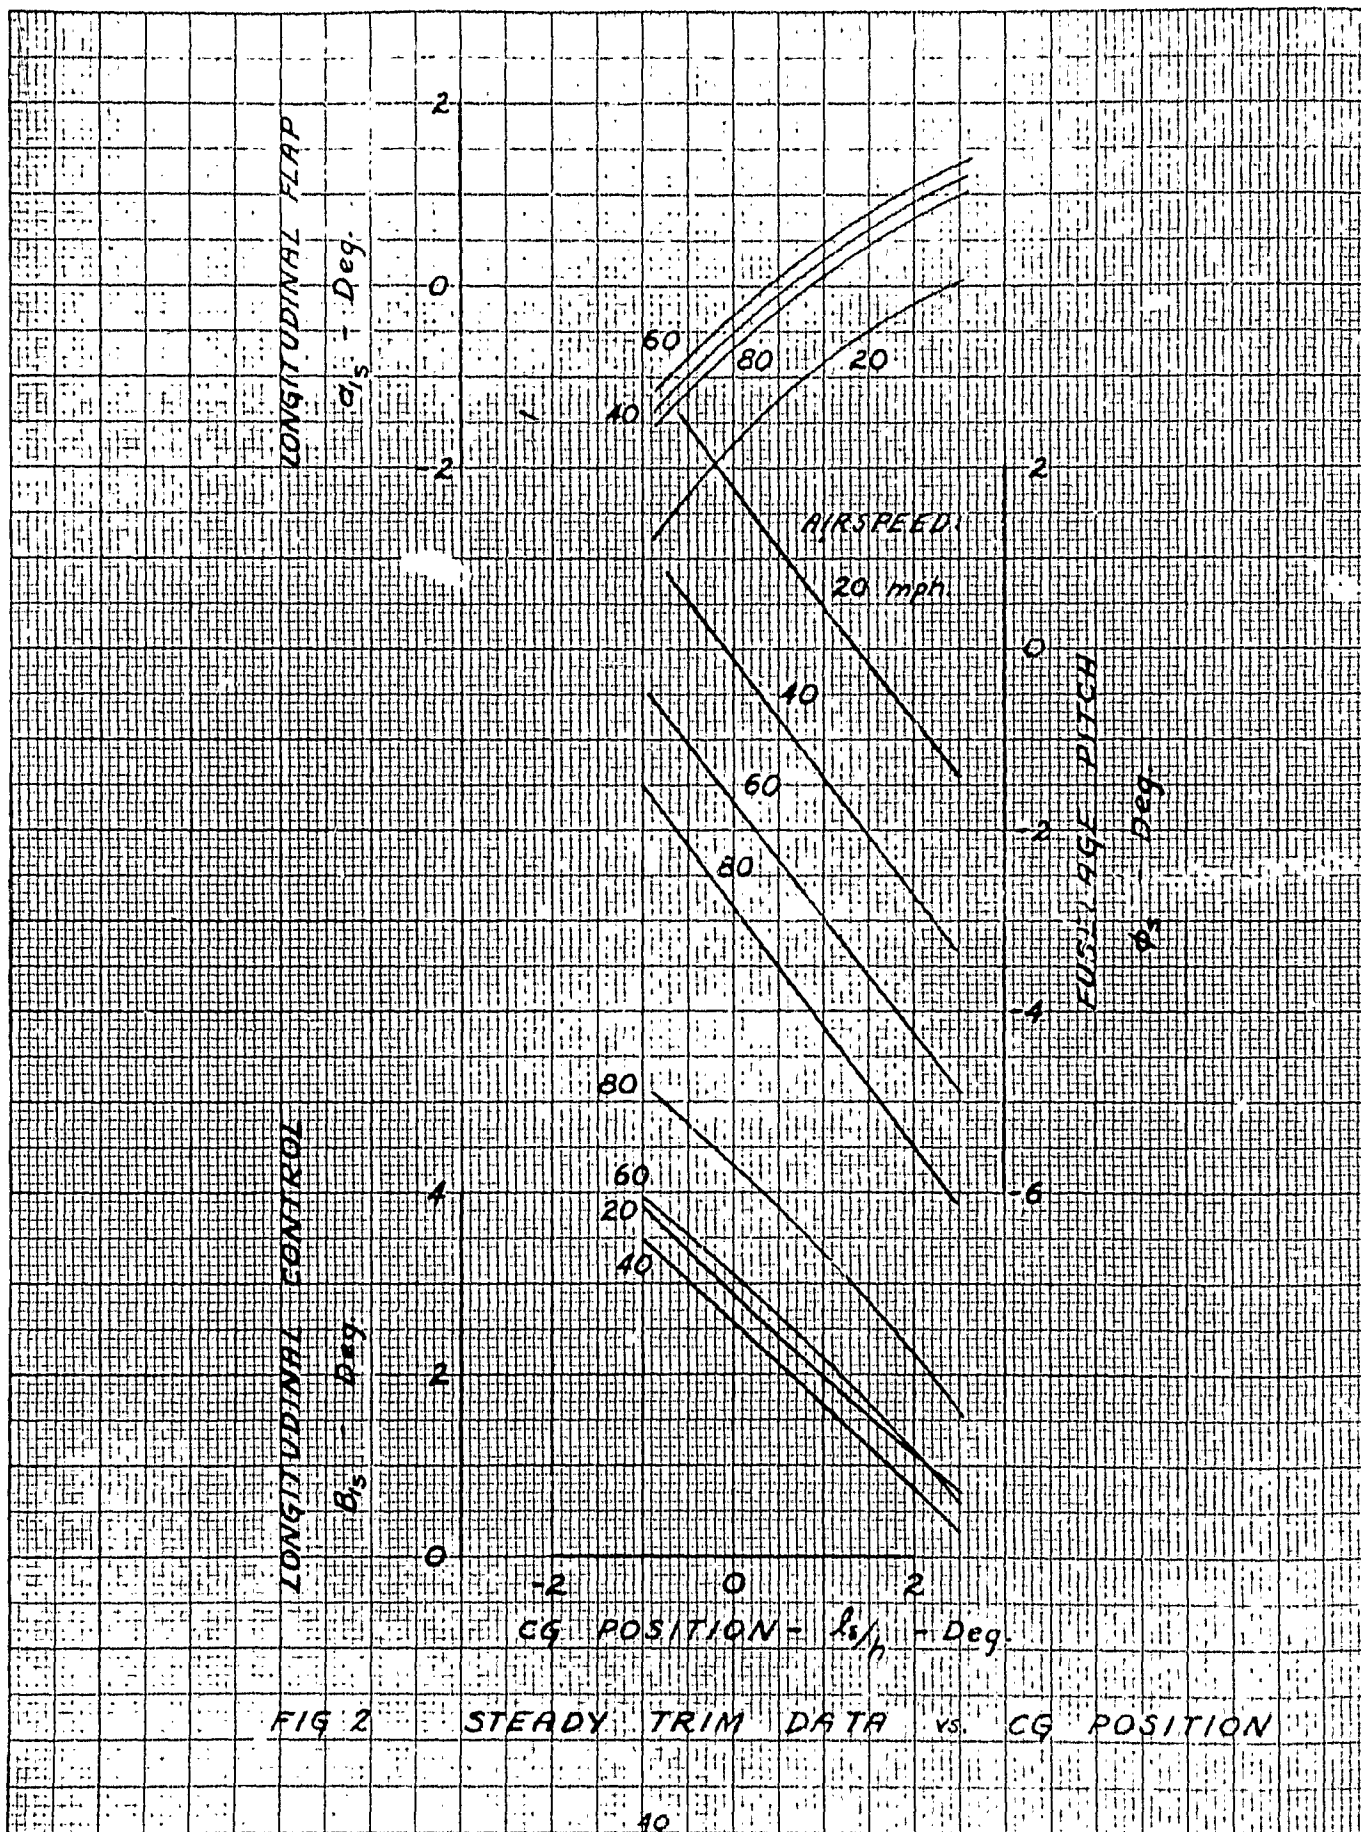 LONGITUDINAL FLAP
a₁ₛ - Deg.
2
0
-2
60
80
20
40
AIRSPEED:
20 mph.
40
60
80
2
0
-2
-4
-6
FUSELAGE PITCH
ϕₛ - Deg.
LONGITUDINAL CONTROL
B₁ₛ - Deg.
4
2
0
80
60
20
40
-2 0 2
CG POSITION - lₛ/h - Deg.
FIG 2 STEADY TRIM DATA vs. CG POSITION
40